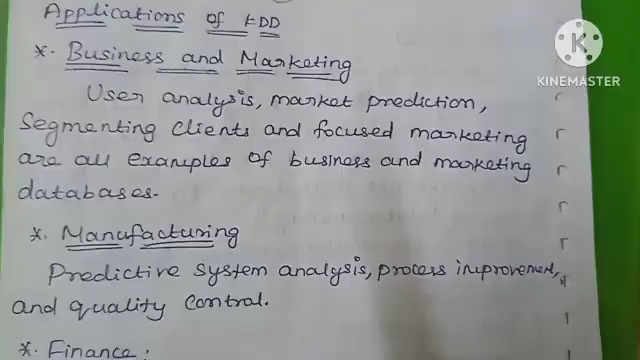 Applications of KDD
*. Business and Marketing
User analysis, market prediction,
Segmenting clients and focused marketing
are all examples of business and marketing
databases.
*. Manufacturing
Predictive system analysis, process improvement,
and quality control.
*. Finance:
KINEMASTER